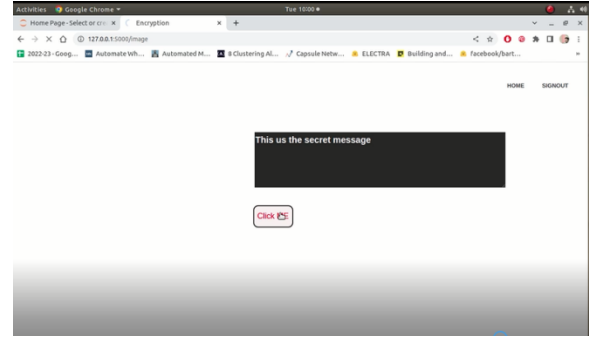 Activities Google Chrome Tue 10:00
Home Page - Select or cre Encryption
127.0.0.1:5000/image
2022-23 - Goog... Automate Wh... Automated M... 8 Clustering Al... Capsule Netw... ELECTRA Building and... facebook/bart...
HOME SIGNOUT
This us the secret message
Click ME